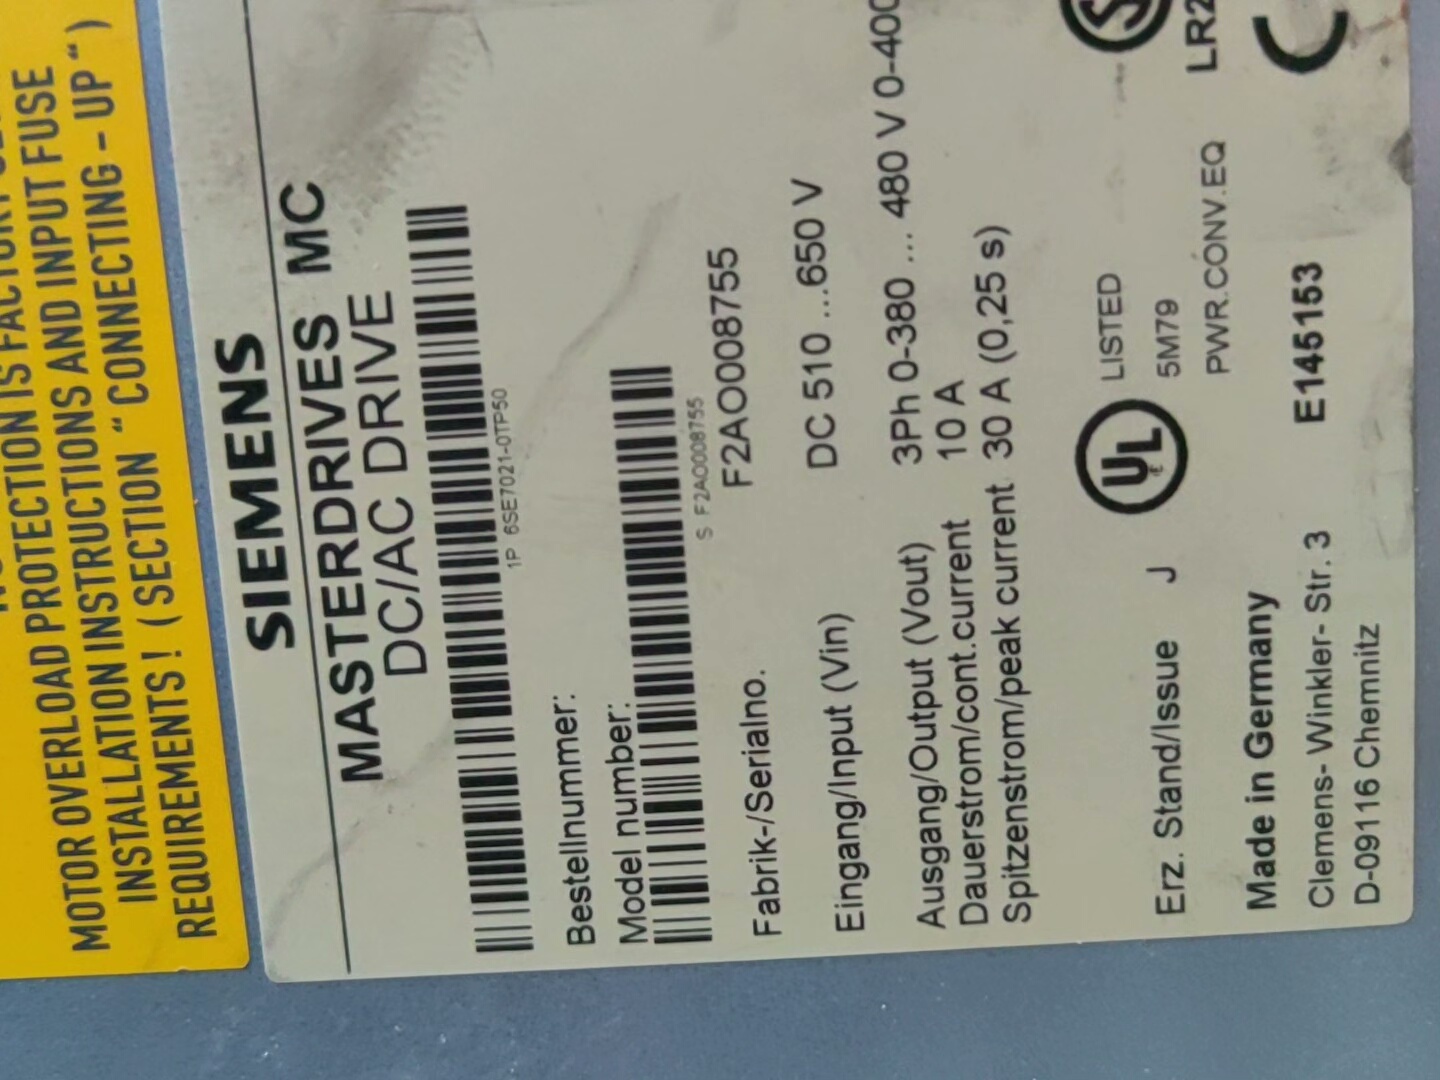 MOTOR OVERLOAD PROTECTION IS
INSTALLATION INSTRUCTIONS AND INPUT FUSE
REQUIREMENTS! (SECTION "CONNECTING - UP")
SIEMENS
MASTERDRIVES MC
DC/AC DRIVE
1P 6SE7021-0TP50
Bestellnummer:
Model number:
S F2AO008755
Fabrik-/Serialno. F2AO008755
Eingang/Input (Vin) DC 510 ...650 V
Ausgang/Output (Vout) 3Ph 0-380 ... 480 V 0-400
Dauerstrom/cont.current 10 A
Spitzenstrom/peak current 30 A (0,25 s)
UL LISTED
Erz. Stand/Issue J 5M79
PWR.CONV.EQ LR2
Made in Germany E145153
Clemens- Winkler- Str. 3
D-09116 Chemnitz